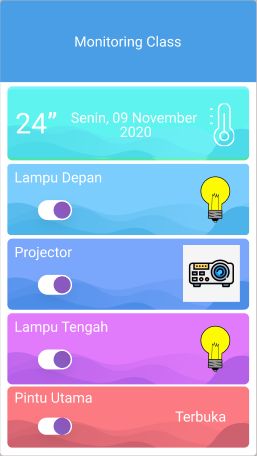 Monitoring Class
24”
Senin, 09 November
2020
Lampu Depan
Projector
Lampu Tengah
Pintu Utama
Terbuka